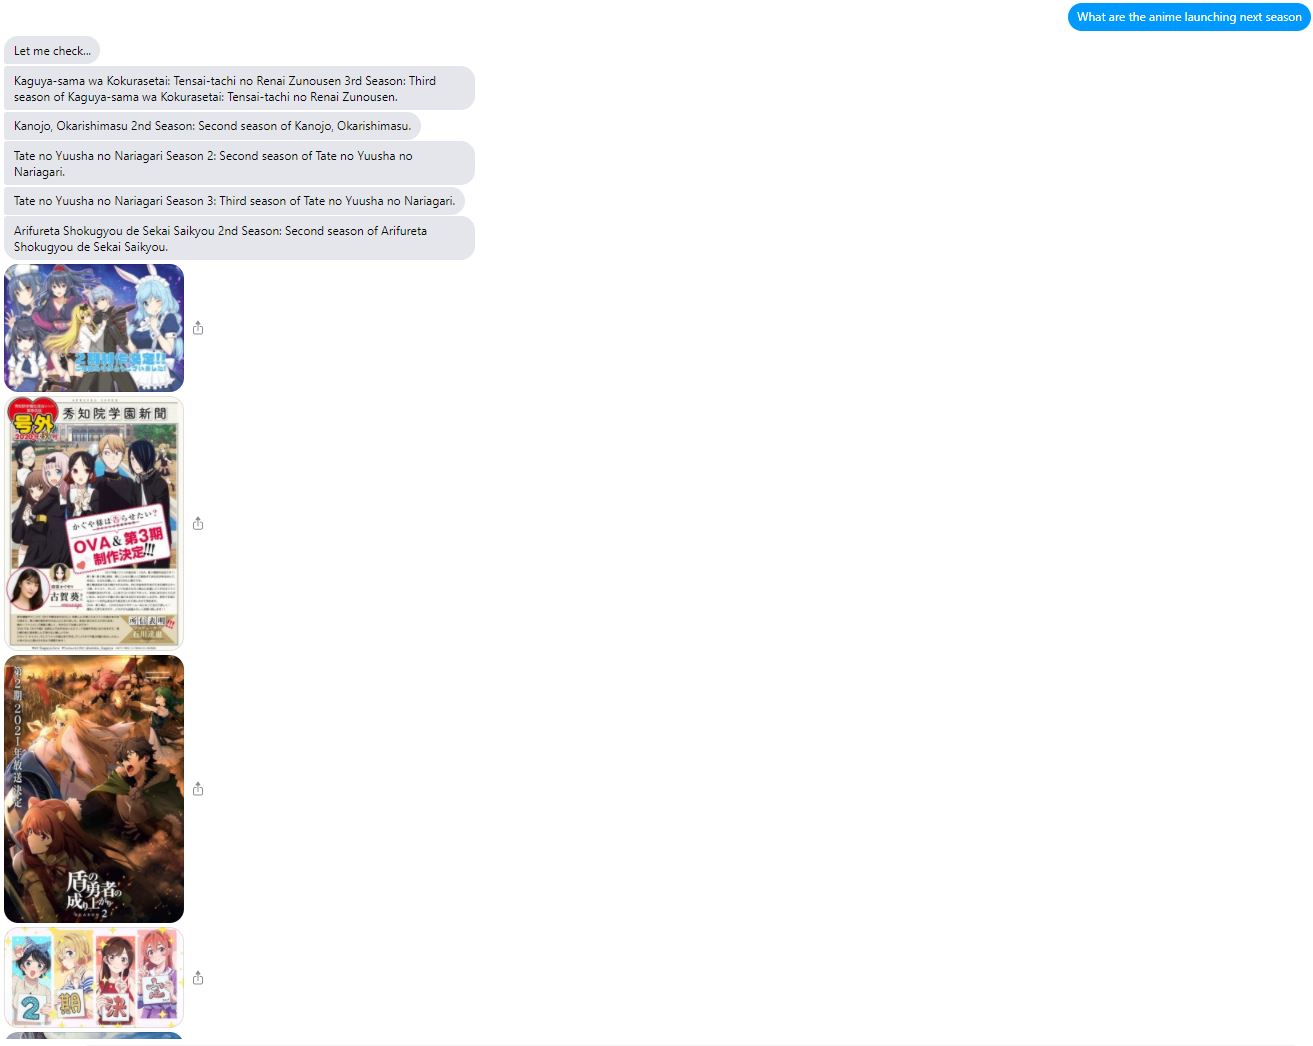 What are the anime launching next season
Let me check...
Kaguya-sama wa Kokurasetai: Tensai-tachi no Renai Zunousen 3rd Season: Third
season of Kaguya-sama wa Kokurasetai: Tensai-tachi no Renai Zunousen.
Kanojo, Okarishimasu 2nd Season: Second season of Kanojo, Okarishimasu.
Tate no Yuusha no Nariagari Season 2: Second season of Tate no Yuusha no
Nariagari.
Tate no Yuusha no Nariagari Season 3: Third season of Tate no Yuusha no Nariagari.
Arifureta Shokugyou de Sekai Saikyou 2nd Season: Second season of Arifureta
Shokugyou de Sekai Saikyou.
2期制作決定!!
号外
秀知院学園新聞
かぐや様は告らせたい?
OVA&第3期
制作決定!!!
古賀葵
message
所信表明
第2期2021年放送決定
盾の勇者の
成り上がり
SEASON 2
2期決定